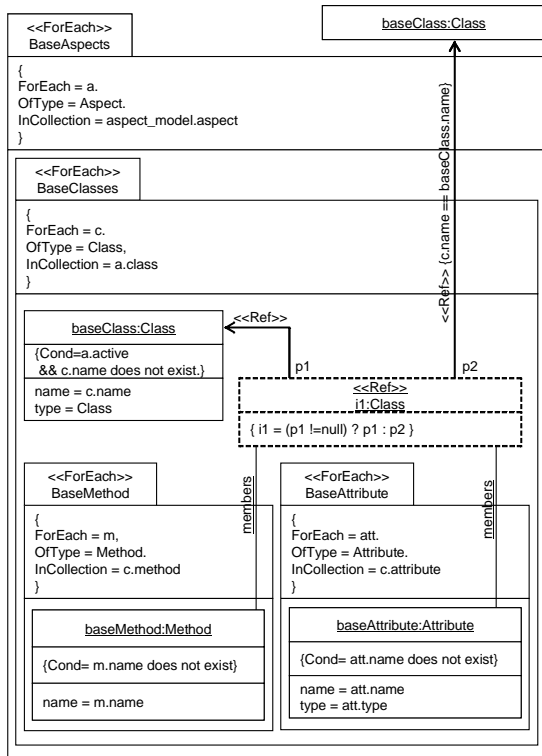 <<ForEach>>
BaseAspects
baseClass:Class
{
ForEach = a.
OfType = Aspect.
InCollection = aspect_model.aspect
}
<<Ref>> {c.name == baseClass.name}
<<ForEach>>
BaseClasses
{
ForEach = c.
OfType = Class,
InCollection = a.class
}
<<Ref>>
baseClass:Class
{Cond=a.active
&& c.name does not exist.}
name = c.name
type = Class
p1
p2
<<Ref>>
i1:Class
{ i1 = (p1 !=null) ? p1 : p2 }
<<ForEach>>
BaseMethod
members
<<ForEach>>
BaseAttribute
members
{
ForEach = m,
OfType = Method.
InCollection = c.method
}
{
ForEach = att.
OfType = Attribute.
InCollection = c.attribute
}
baseMethod:Method
{Cond= m.name does not exist}
name = m.name
baseAttribute:Attribute
{Cond= att.name does not exist}
name = att.name
type = att.type